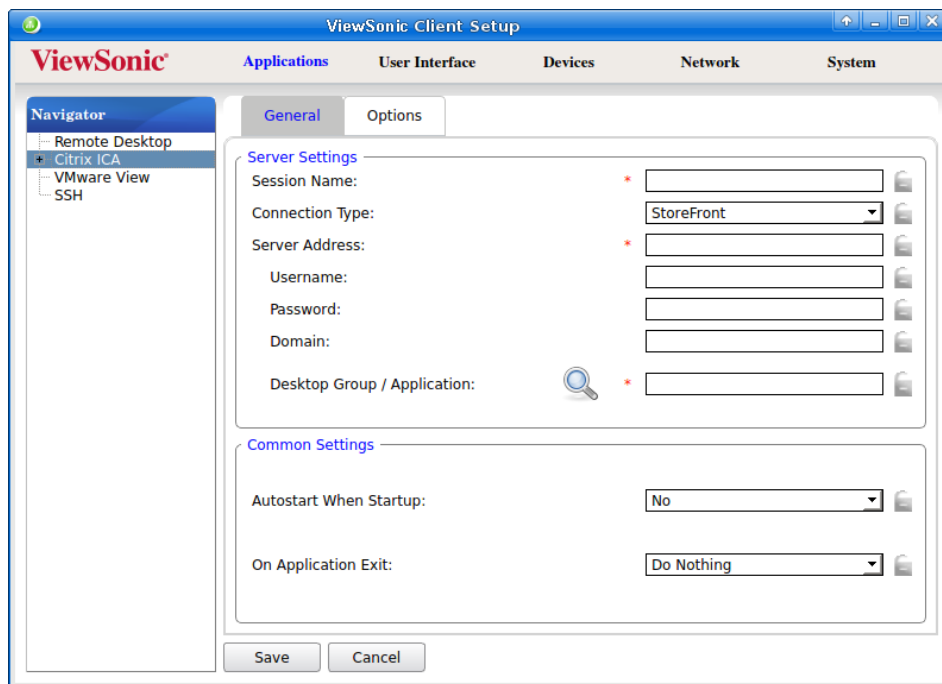 ViewSonic Client Setup
ViewSonic®
Applications User Interface Devices Network System
Navigator
Remote Desktop
Citrix ICA
VMware View
SSH
General Options
Server Settings
Session Name: *
Connection Type: StoreFront
Server Address: *
Username:
Password:
Domain:
Desktop Group / Application: *
Common Settings
Autostart When Startup: No
On Application Exit: Do Nothing
Save Cancel